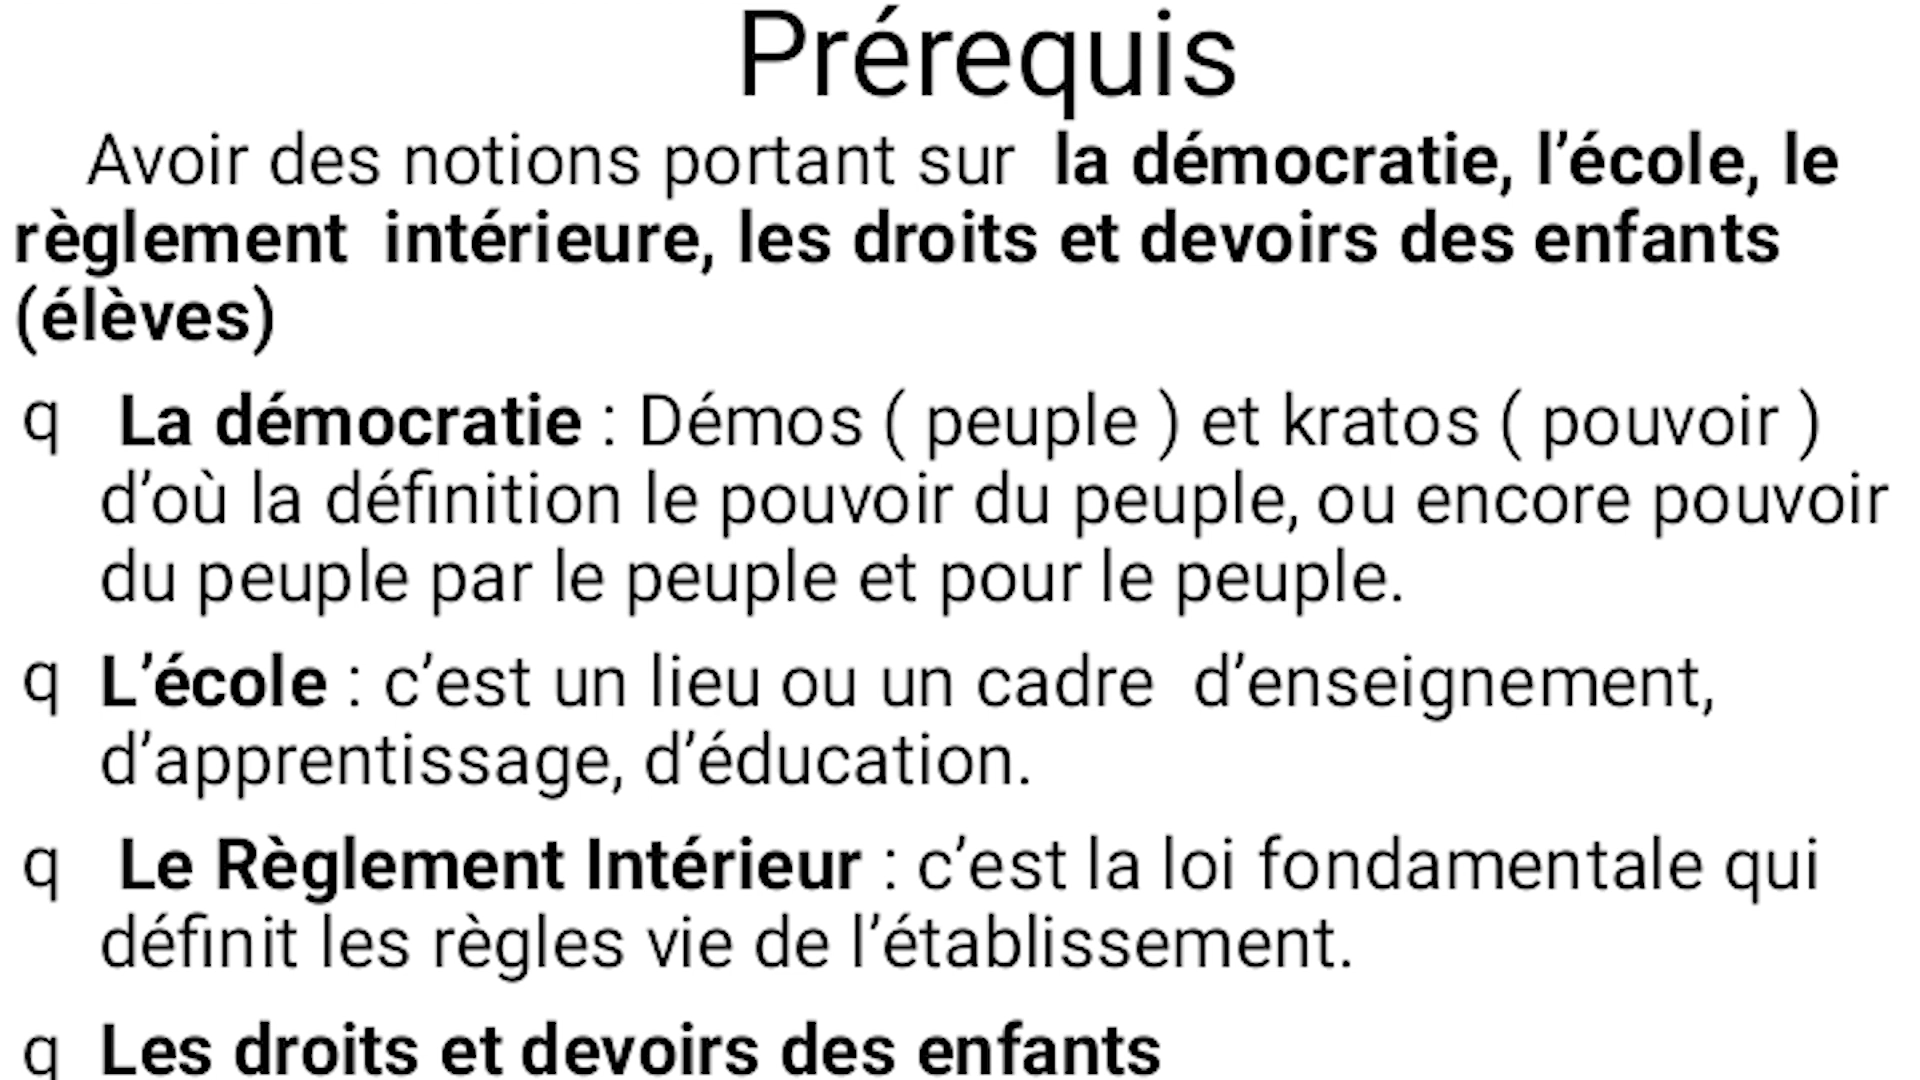 Prérequis
Avoir des notions portant sur la démocratie, l’école, le
règlement intérieure, les droits et devoirs des enfants
(élèves)
q La démocratie : Démos ( peuple ) et kratos ( pouvoir )
d’où la définition le pouvoir du peuple, ou encore pouvoir
du peuple par le peuple et pour le peuple.
q L’école : c’est un lieu ou un cadre d’enseignement,
d’apprentissage, d’éducation.
q Le Règlement Intérieur : c’est la loi fondamentale qui
définit les règles vie de l’établissement.
q Les droits et devoirs des enfants